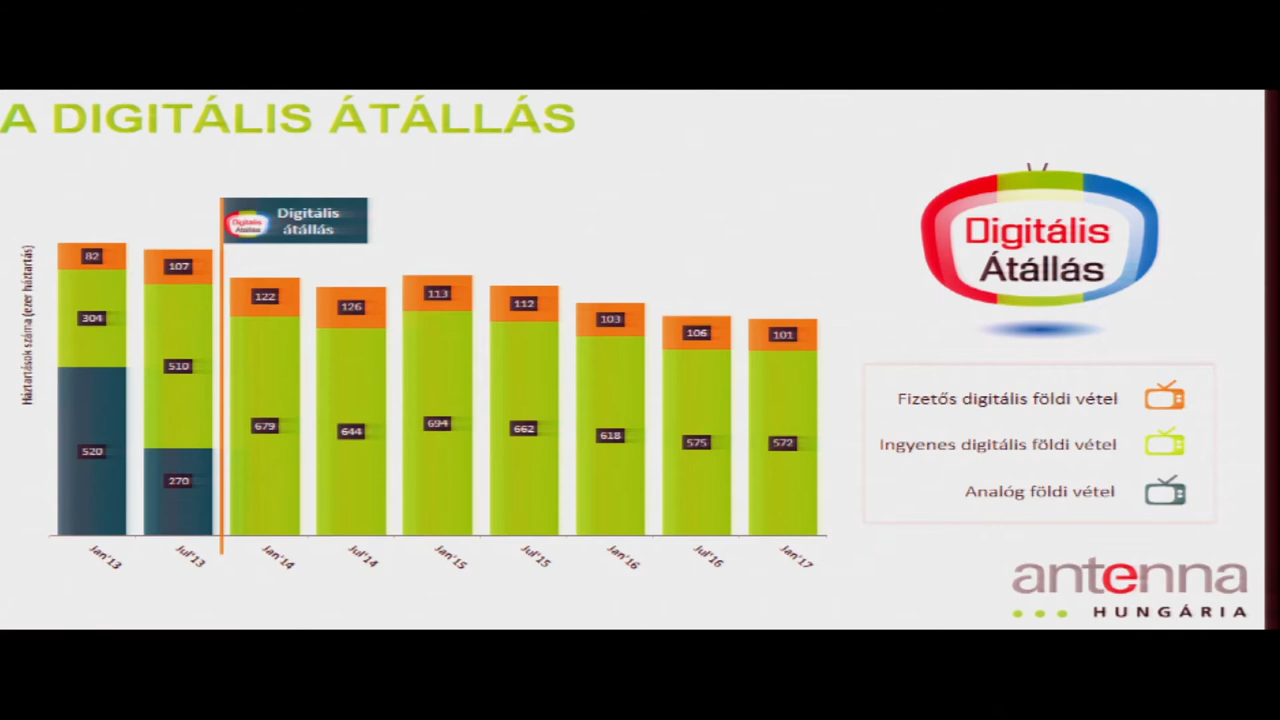 A DIGITÁLIS ÁTÁLLÁS
Digitális
Átállás
Digitális
átállás
Háztartások száma (ezer háztartás)
82
107
122
126
113
112
103
106
101
304
510
679
644
694
662
618
575
572
520
270
Jan'13
Jul'13
Jan'14
Jul'14
Jan'15
Jul'15
Jan'16
Jul'16
Jan'17
Digitális
Átállás
Fizetős digitális földi vétel
Ingyenes digitális földi vétel
Analóg földi vétel
antenna
HUNGÁRIA